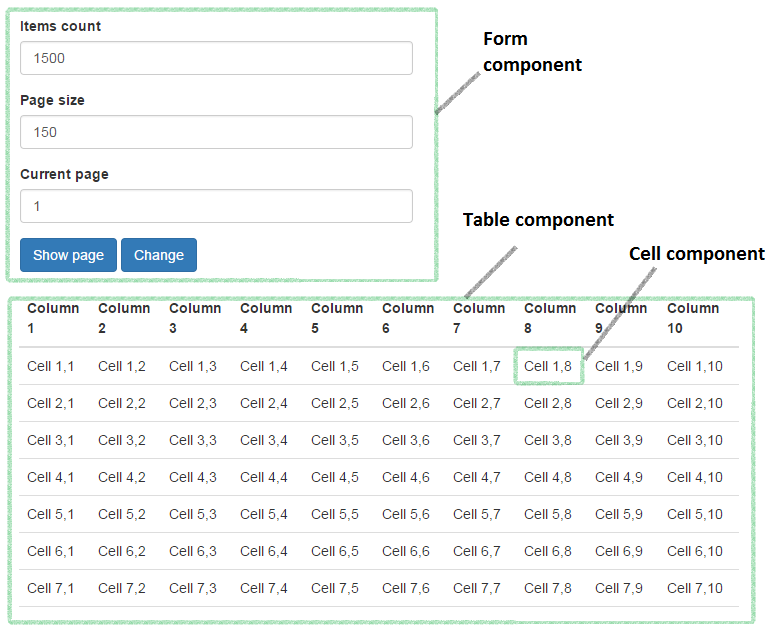 Items count
1500
Form
component
Page size
150
Current page
1
Table component
Show page Change
Cell component
Column 1 Column 2 Column 3 Column 4 Column 5 Column 6 Column 7 Column 8 Column 9 Column 10
Cell 1,1 Cell 1,2 Cell 1,3 Cell 1,4 Cell 1,5 Cell 1,6 Cell 1,7 Cell 1,8 Cell 1,9 Cell 1,10
Cell 2,1 Cell 2,2 Cell 2,3 Cell 2,4 Cell 2,5 Cell 2,6 Cell 2,7 Cell 2,8 Cell 2,9 Cell 2,10
Cell 3,1 Cell 3,2 Cell 3,3 Cell 3,4 Cell 3,5 Cell 3,6 Cell 3,7 Cell 3,8 Cell 3,9 Cell 3,10
Cell 4,1 Cell 4,2 Cell 4,3 Cell 4,4 Cell 4,5 Cell 4,6 Cell 4,7 Cell 4,8 Cell 4,9 Cell 4,10
Cell 5,1 Cell 5,2 Cell 5,3 Cell 5,4 Cell 5,5 Cell 5,6 Cell 5,7 Cell 5,8 Cell 5,9 Cell 5,10
Cell 6,1 Cell 6,2 Cell 6,3 Cell 6,4 Cell 6,5 Cell 6,6 Cell 6,7 Cell 6,8 Cell 6,9 Cell 6,10
Cell 7,1 Cell 7,2 Cell 7,3 Cell 7,4 Cell 7,5 Cell 7,6 Cell 7,7 Cell 7,8 Cell 7,9 Cell 7,10